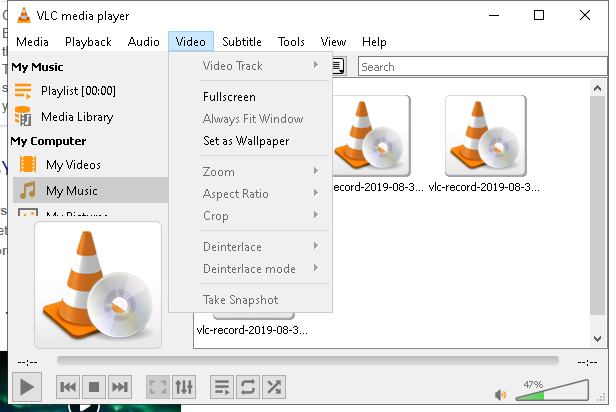 VLC media player
Media Playback Audio Video Subtitle Tools View Help
My Music
Playlist [00:00]
Media Library
My Computer
My Videos
My Music
My Pictures
Video Track
Fullscreen
Always Fit Window
Set as Wallpaper
Zoom
Aspect Ratio
Crop
Deinterlace
Deinterlace mode
Take Snapshot
Search
-record-2019-08-3...
vlc-record-2019-08-3...
vlc-record-2019-08-3...
--:-- --:--
47%